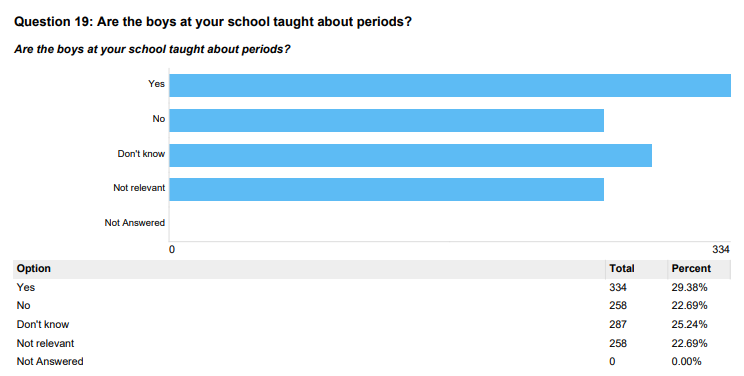 Question 19: Are the boys at your school taught about periods?
Are the boys at your school taught about periods?
Yes
No
Don't know
Not relevant
Not Answered
0 334
Option Total Percent
Yes 334 29.38%
No 258 22.69%
Don't know 287 25.24%
Not relevant 258 22.69%
Not Answered 0 0.00%